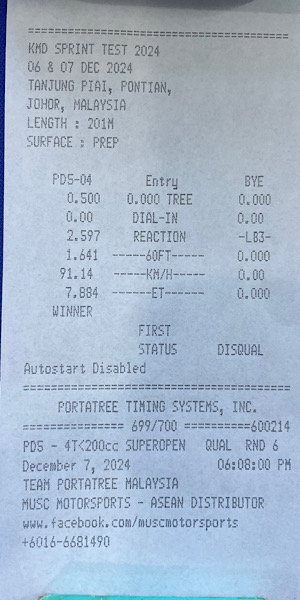 ==============================
KMD SPRINT TEST 2024
06 & 07 DEC 2024
TANJUNG PIAI, PONTIAN,
JOHOR, MALAYSIA
LENGTH : 201M
SURFACE : PREP
PD5-04 Entry BYE
0.500 0.000 TREE 0.000
0.00 DIAL-IN 0.00
2.597 REACTION -LB3-
1.641 ------60FT------ 0.000
91.14 -----KM/H----- 0.00
7.884 ------ET------ 0.000
WINNER
FIRST
STATUS DISQUAL
Autostart Disabled
==============================
PORTATREE TIMING SYSTEMS, INC.
=============== 699/700 ==========600214
PD5 - 4T<200cc SUPEROPEN QUAL RND 6
December 7, 2024 06:08:00 PM
TEAM PORTATREE MALAYSIA
MUSC MOTORSPORTS - ASEAN DISTRIBUTOR
www.facebook.com/muscmotorsports
+6016-6681490